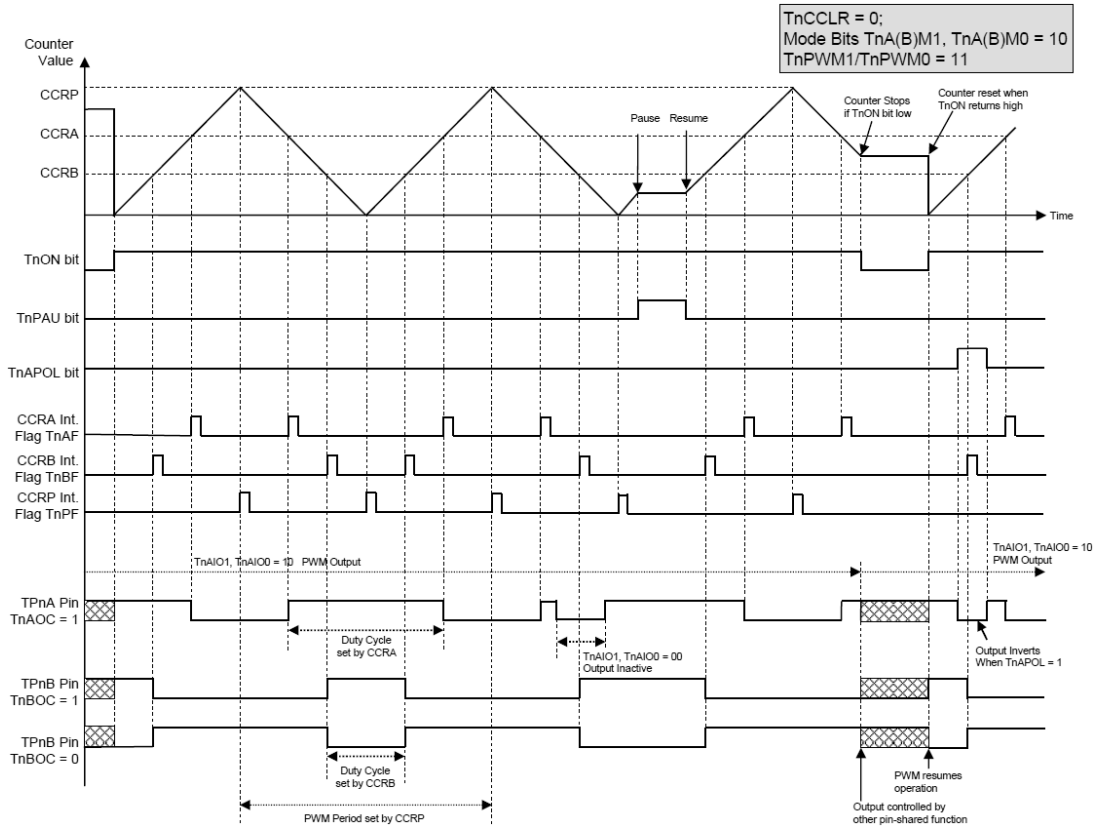 TnCCLR = 0;
Mode Bits TnA(B)M1, TnA(B)M0 = 10
TnPWM1/TnPWM0 = 11
Counter
Value
CCRP
CCRA
CCRB
Pause
Resume
Counter Stops
if TnON bit low
Counter reset when
TnON returns high
Time
TnON bit
TnPAU bit
TnAPOL bit
CCRA Int.
Flag TnAF
CCRB Int.
Flag TnBF
CCRP Int.
Flag TnPF
TnAIO1, TnAIO0 = 10 PWM Output
TnAIO1, TnAIO0 = 10
PWM Output
TPnA Pin
TnAOC = 1
Duty Cycle
set by CCRA
TnAIO1, TnAIO0 = 00
Output Inactive
Output Inverts
When TnAPOL = 1
TPnB Pin
TnBOC = 1
TPnB Pin
TnBOC = 0
Duty Cycle
set by CCRB
PWM resumes
operation
Output controlled by
other pin-shared function
PWM Period set by CCRP